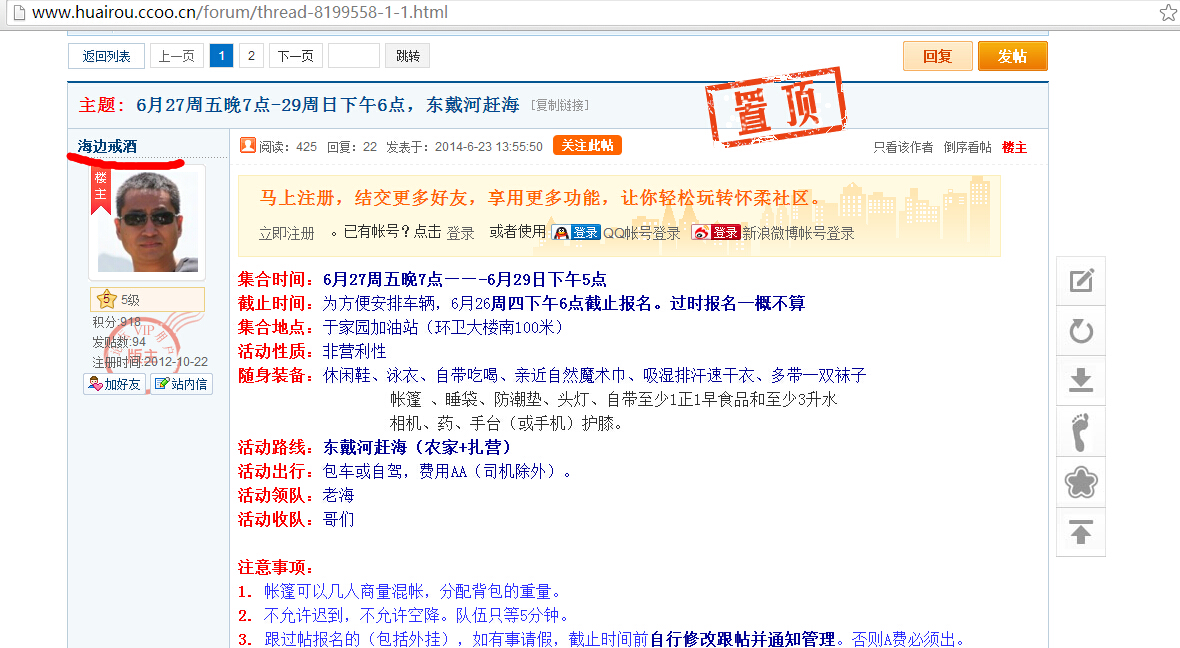 www.huairou.ccoo.cn/forum/thread-8199558-1-1.html
返回列表 上一页 1 2 下一页 跳转 回复 发帖
主题: 6月27周五晚7点-29周日下午6点，东戴河赶海 [复制链接]
置顶
海边戒酒
阅读：425 回复：22 发表于：2014-6-23 13:55:50 关注此帖 只看该作者 倒序看帖 楼主
楼主
马上注册，结交更多好友，享用更多功能，让你轻松玩转怀柔社区。
立即注册 。已有帐号？点击 登录 或者使用 登录 QQ帐号登录 登录 新浪微博帐号登录
5 5级
积分:918
发贴数:94
注册时间:2012-10-22
VIP
版主
加好友 站内信
集合时间：6月27周五晚7点——-6月29日下午5点
截止时间：为方便安排车辆，6月26周四下午6点截止报名。过时报名一概不算
集合地点：于家园加油站（环卫大楼南100米）
活动性质：非营利性
随身装备：休闲鞋、泳衣、自带吃喝、亲近自然魔术巾、吸湿排汗速干衣、多带一双袜子
帐篷 、睡袋、防潮垫、头灯、自带至少1正1早食品和至少3升水
相机、药、手台（或手机）护膝。
活动路线：东戴河赶海（农家+扎营）
活动出行：包车或自驾，费用AA（司机除外）。
活动领队：老海
活动收队：哥们
注意事项：
1. 帐篷可以几人商量混帐，分配背包的重量。
2. 不允许迟到，不允许空降。队伍只等5分钟。
3. 跟过帖报名的（包括外挂），如有事请假，截止时间前自行修改跟帖并通知管理。否则A费必须出。